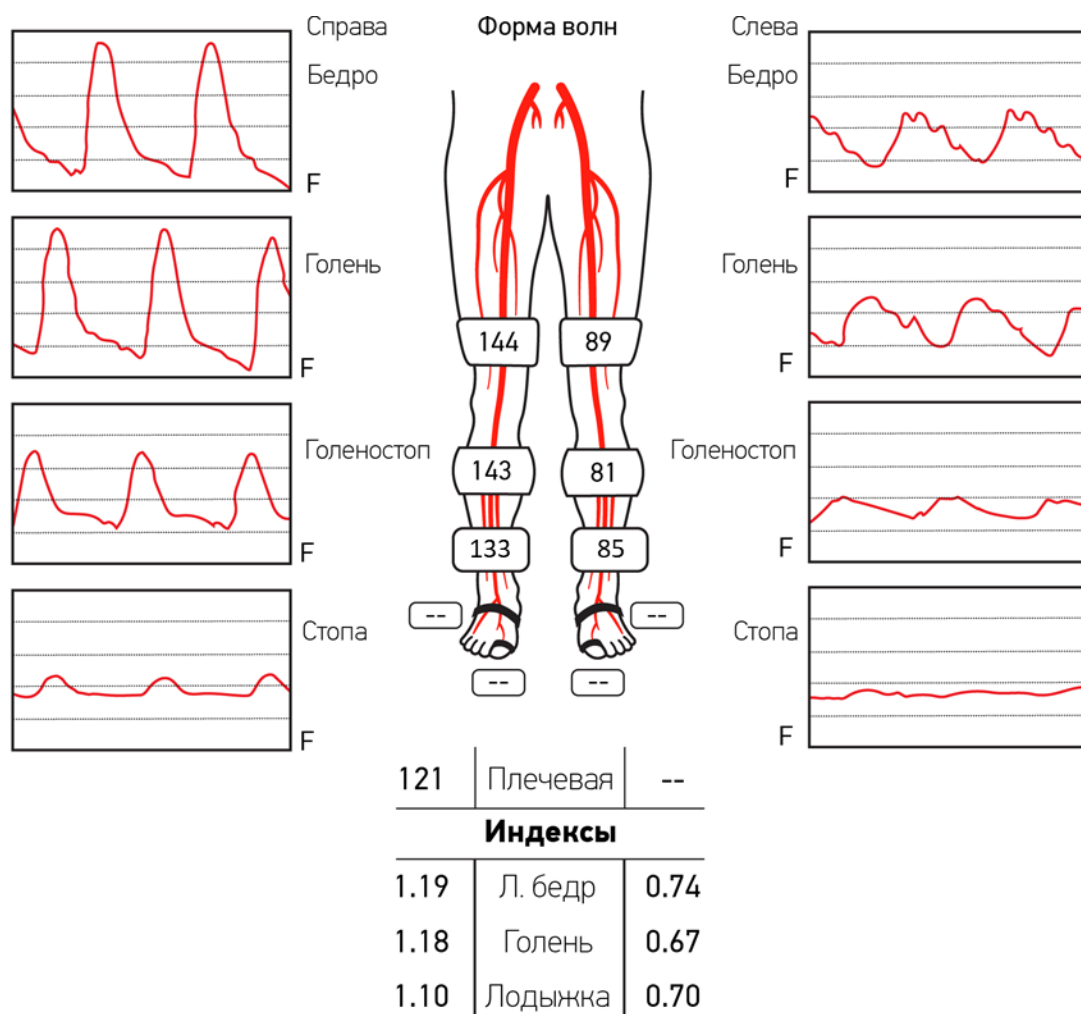 Справа
Форма волн
Слева
Бедро
Бедро
F
F
Голень
Голень
144
89
F
F
Голеностоп
143
81
Голеностоп
133
85
F
F
Стопа
--
--
Стопа
--
--
F
F
121 Плечевая --
Индексы
1.19 Л. бедр 0.74
1.18 Голень 0.67
1.10 Лодыжка 0.70